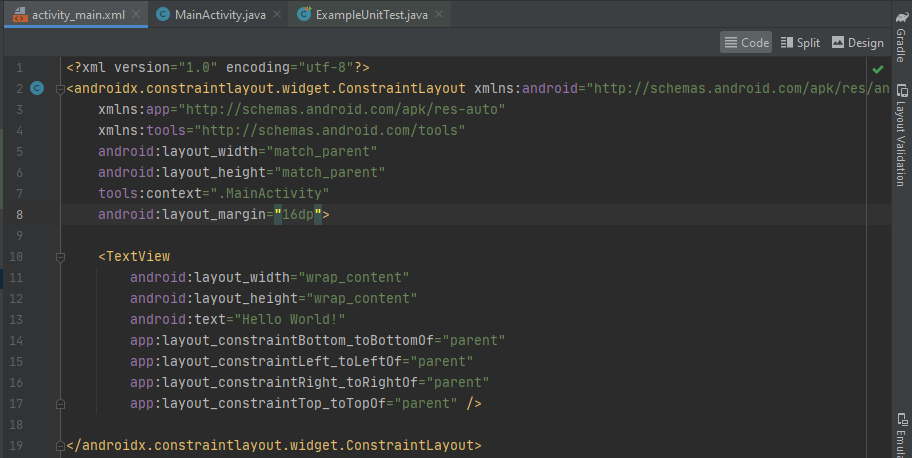 activity_main.xml MainActivity.java ExampleUnitTest.java
Code Split Design
1 <?xml version="1.0" encoding="utf-8"?>
2 <androidx.constraintlayout.widget.ConstraintLayout xmlns:android="http://schemas.android.com/apk/res/an
3 xmlns:app="http://schemas.android.com/apk/res-auto"
4 xmlns:tools="http://schemas.android.com/tools"
5 android:layout_width="match_parent"
6 android:layout_height="match_parent"
7 tools:context=".MainActivity"
8 android:layout_margin="16dp">
9
10 <TextView
11 android:layout_width="wrap_content"
12 android:layout_height="wrap_content"
13 android:text="Hello World!"
14 app:layout_constraintBottom_toBottomOf="parent"
15 app:layout_constraintLeft_toLeftOf="parent"
16 app:layout_constraintRight_toRightOf="parent"
17 app:layout_constraintTop_toTopOf="parent" />
18
19 </androidx.constraintlayout.widget.ConstraintLayout>
Gradle
Layout Validation
Emula